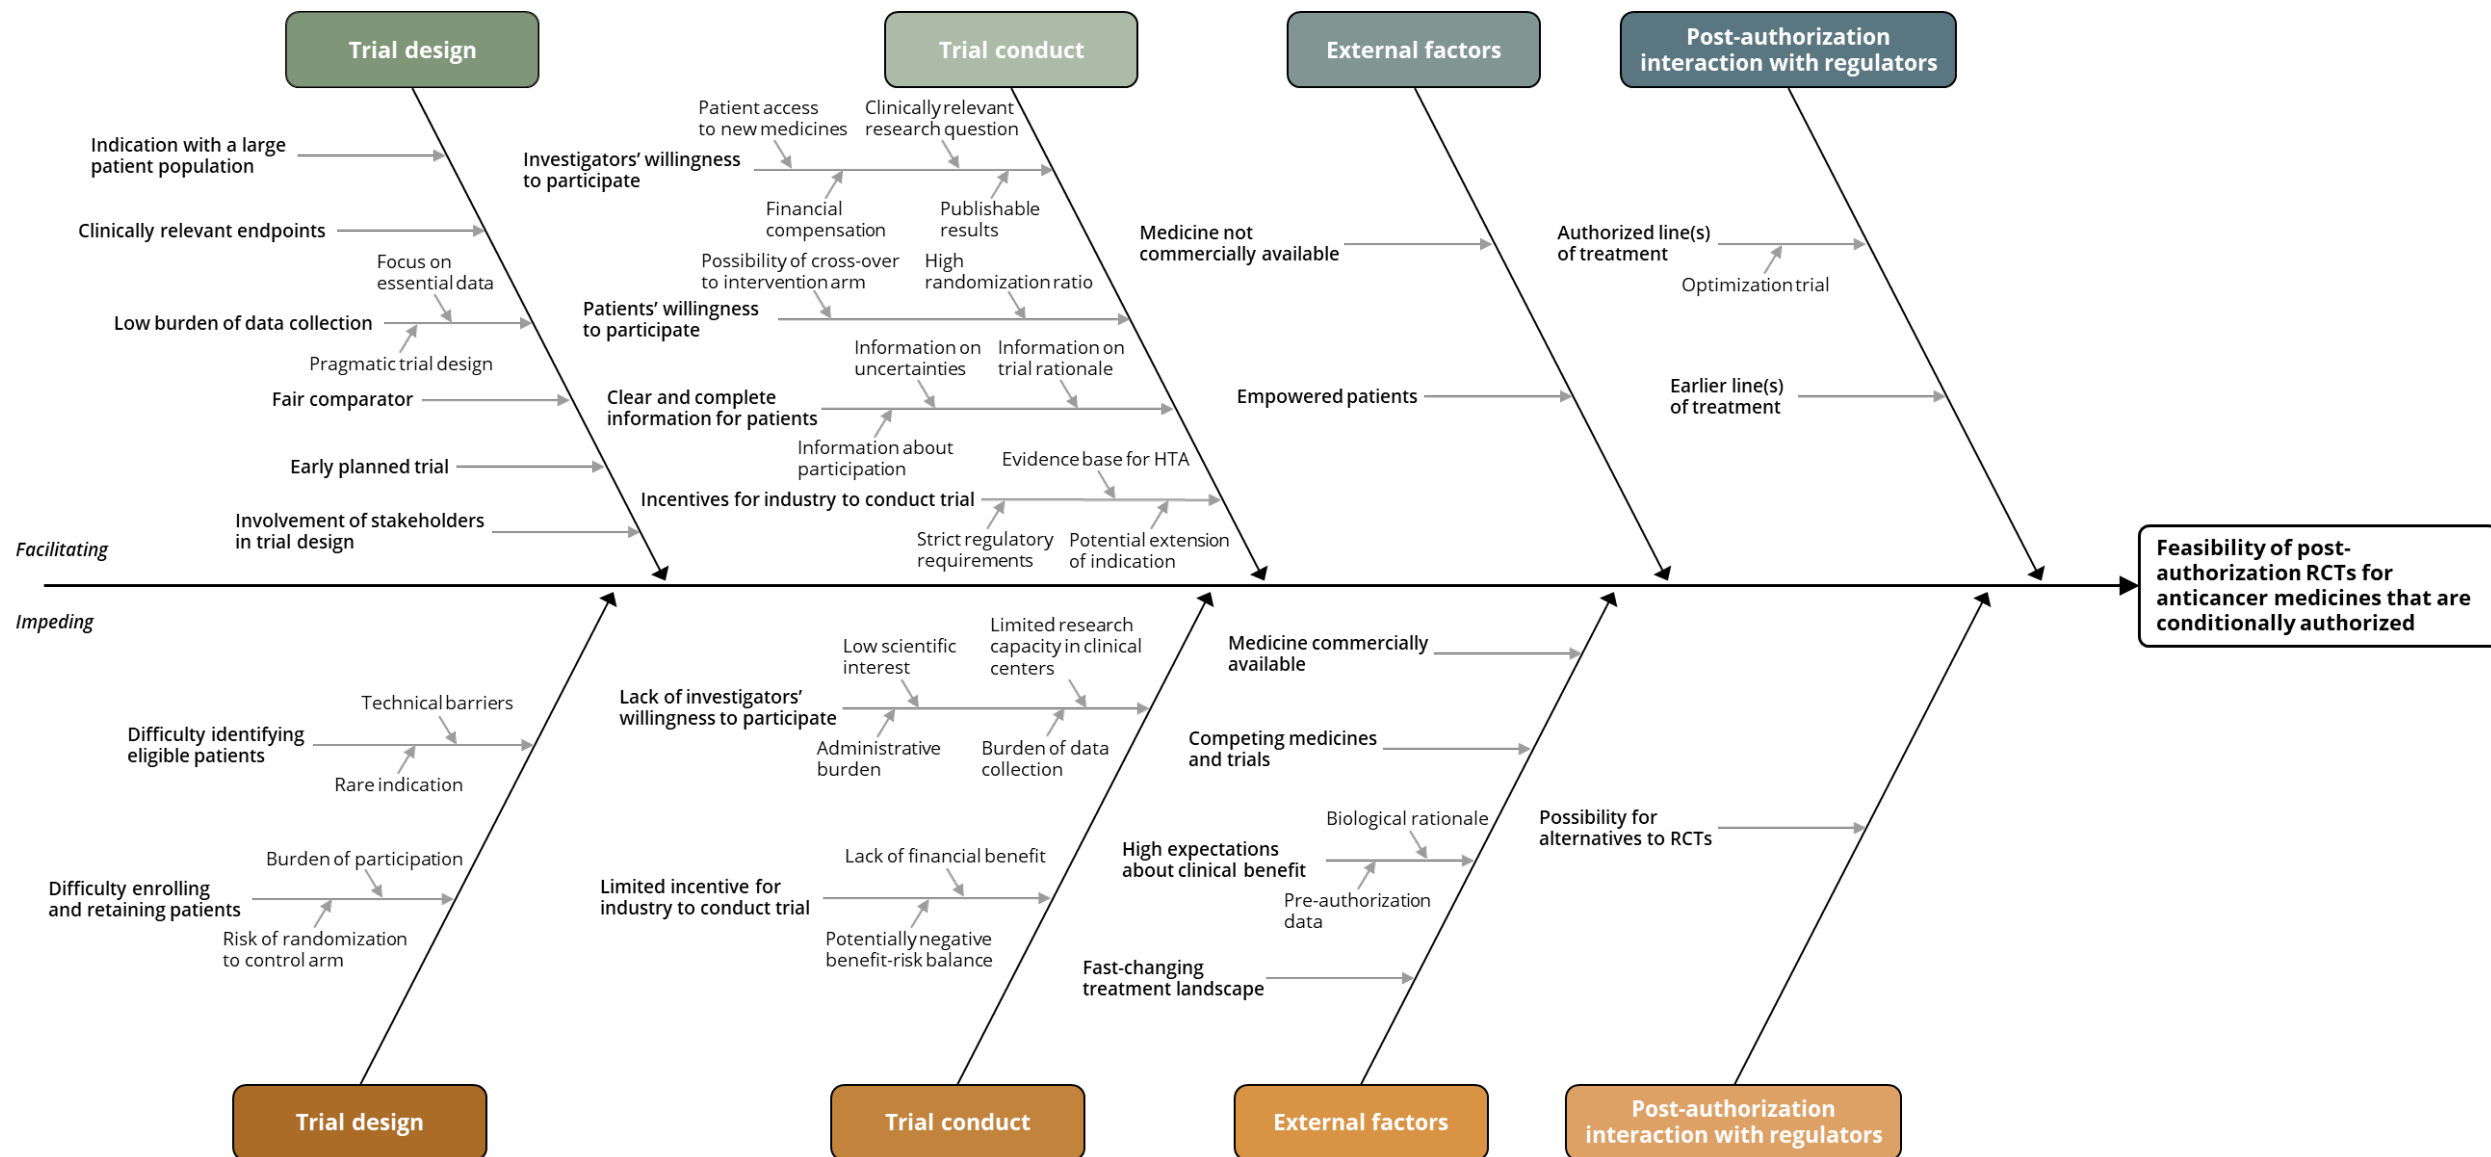 Trial design
Trial conduct
External factors
Post-authorization
interaction with regulators
Indication with a large
patient population
Clinically relevant endpoints
Focus on
essential data
Low burden of data collection
Pragmatic trial design
Fair comparator
Early planned trial
Involvement of stakeholders
in trial design
Patient access
to new medicines
Clinically relevant
research question
Investigators’ willingness
to participate
Financial
compensation
Publishable
results
Possibility of cross-over
to intervention arm
High
randomization ratio
Patients’ willingness
to participate
Information on
uncertainties
Information on
trial rationale
Clear and complete
information for patients
Information about
participation
Evidence base for HTA
Incentives for industry to conduct trial
Strict regulatory
requirements
Potential extension
of indication
Medicine not
commercially available
Empowered patients
Authorized line(s)
of treatment
Optimization trial
Earlier line(s)
of treatment
Facilitating
Impeding
Feasibility of post-
authorization RCTs for
anticancer medicines that are
conditionally authorized
Technical barriers
Difficulty identifying
eligible patients
Rare indication
Burden of participation
Difficulty enrolling
and retaining patients
Risk of randomization
to control arm
Low scientific
interest
Limited research
capacity in clinical
centers
Lack of investigators’
willingness to participate
Administrative
burden
Burden of data
collection
Lack of financial benefit
Limited incentive for
industry to conduct trial
Potentially negative
benefit-risk balance
Medicine commercially
available
Competing medicines
and trials
Biological rationale
High expectations
about clinical benefit
Pre-authorization
data
Fast-changing
treatment landscape
Possibility for
alternatives to RCTs
Trial design
Trial conduct
External factors
Post-authorization
interaction with regulators